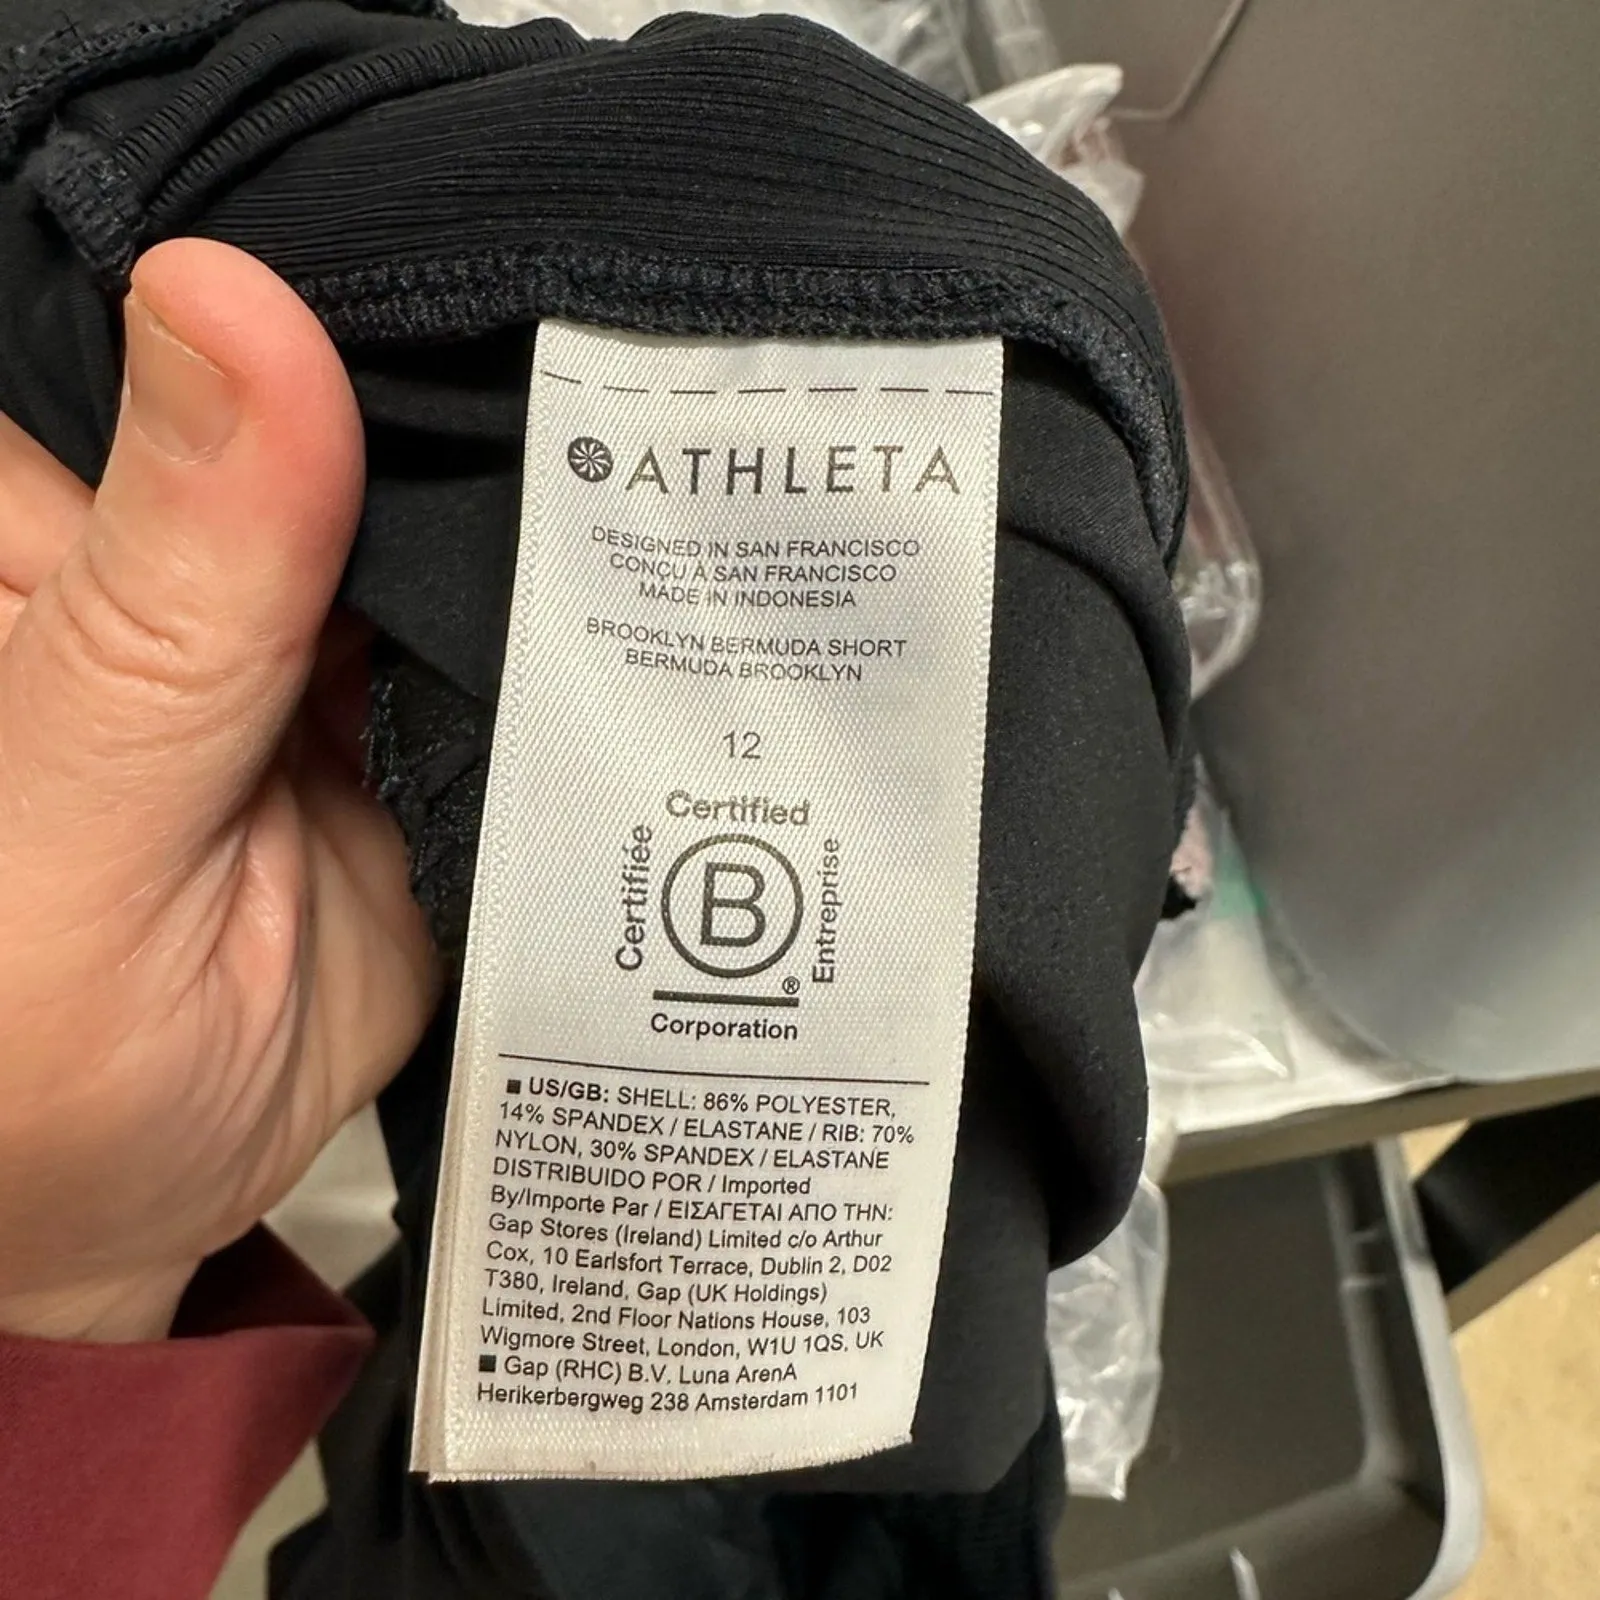 ATHLETA
DESIGNED IN SAN FRANCISCO
CONÇU À SAN FRANCISCO
MADE IN INDONESIA
BROOKLYN BERMUDA SHORT
BERMUDA BROOKLYN
12
Certified
Certifiée
B
Entreprise
®
Corporation
■ US/GB: SHELL: 86% POLYESTER,
14% SPANDEX / ELASTANE / RIB: 70%
NYLON, 30% SPANDEX / ELASTANE
DISTRIBUIDO POR / Imported
By/Importe Par / ΕΙΣΑΓΕΤΑΙ ΑΠΟ ΤΗΝ:
Gap Stores (Ireland) Limited c/o Arthur
Cox, 10 Earlsfort Terrace, Dublin 2, D02
T380, Ireland, Gap (UK Holdings)
Limited, 2nd Floor Nations House, 103
Wigmore Street, London, W1U 1QS, UK
■ Gap (RHC) B.V. Luna ArenA
Herikerbergweg 238 Amsterdam 1101